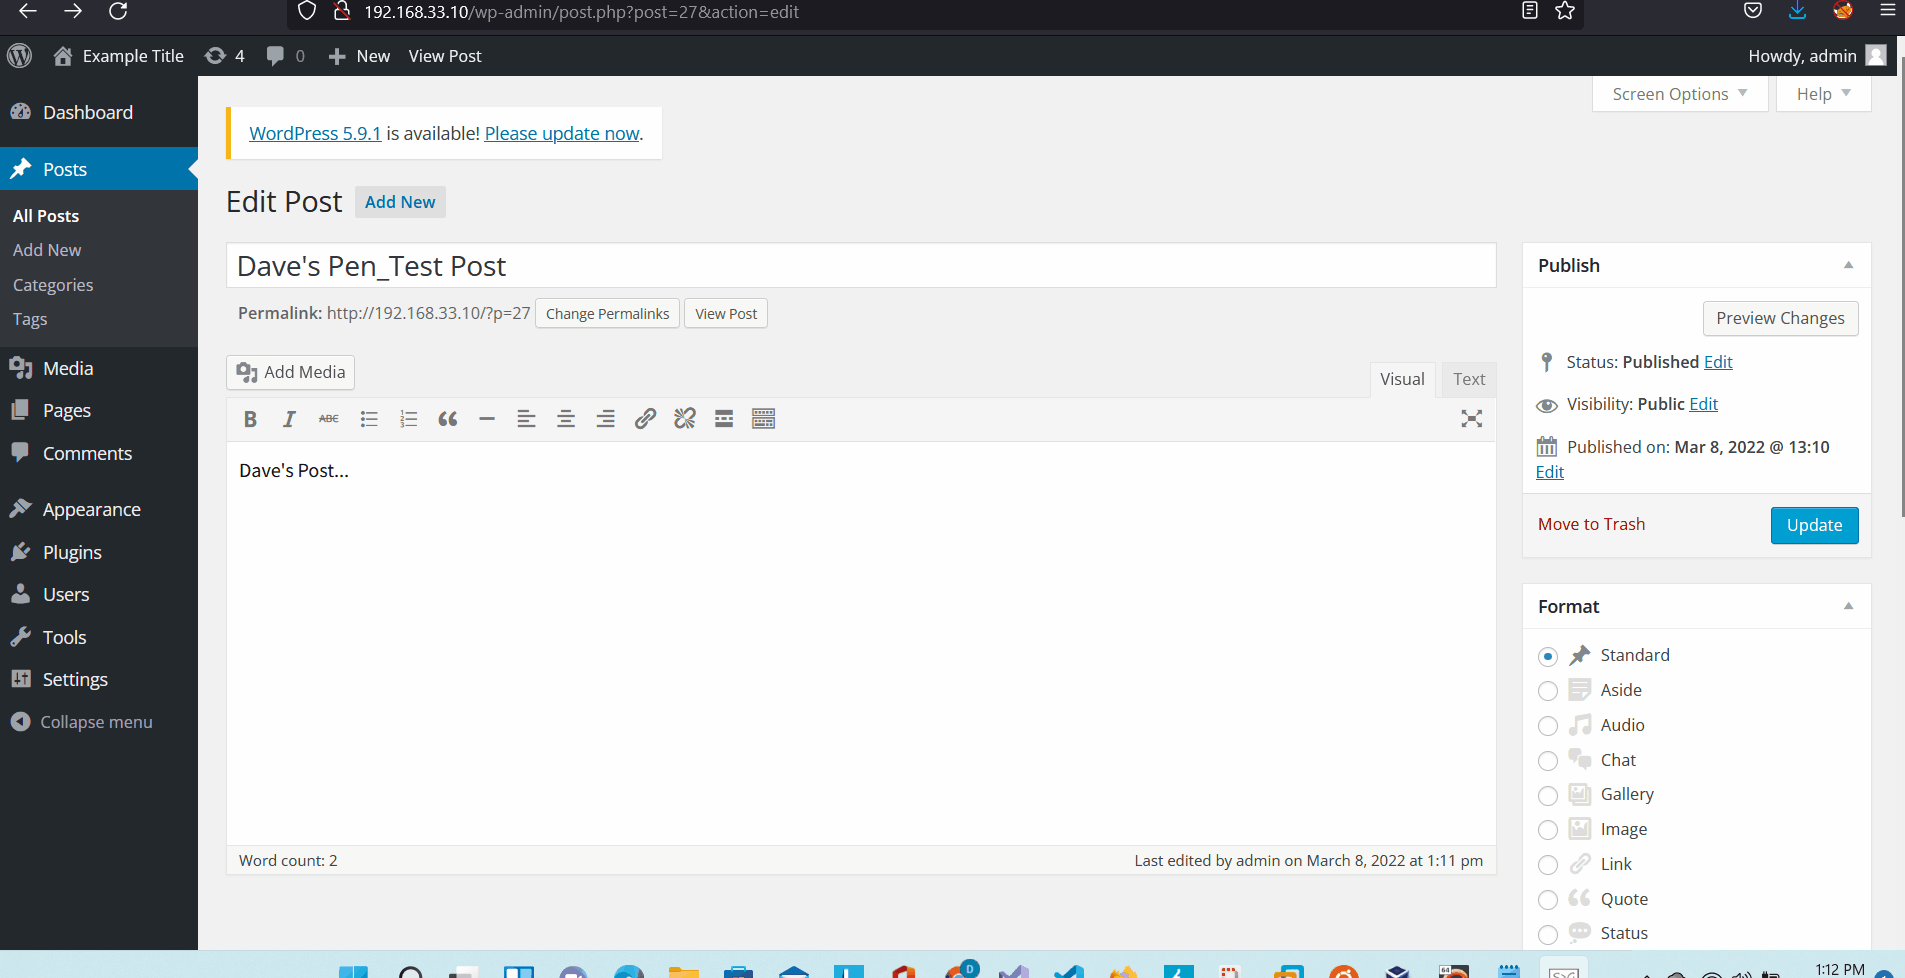 192.168.33.10/wp-admin/post.php?post=27&action=edit
Example Title 4 0 New View Post Howdy, admin
Screen Options Help
Dashboard
Posts
All Posts
Add New
Categories
Tags
Media
Pages
Comments
Appearance
Plugins
Users
Tools
Settings
Collapse menu
WordPress 5.9.1 is available! Please update now.
Edit Post Add New
Dave's Pen_Test Post
Permalink: http://192.168.33.10/?p=27 Change Permalinks View Post
Add Media
Visual Text
B I ABC
Dave's Post...
Word count: 2 Last edited by admin on March 8, 2022 at 1:11 pm
Publish
Preview Changes
Status: Published Edit
Visibility: Public Edit
Published on: Mar 8, 2022 @ 13:10
Edit
Move to Trash Update
Format
Standard
Aside
Audio
Chat
Gallery
Image
Link
Quote
Status
D
64
1:12 PM